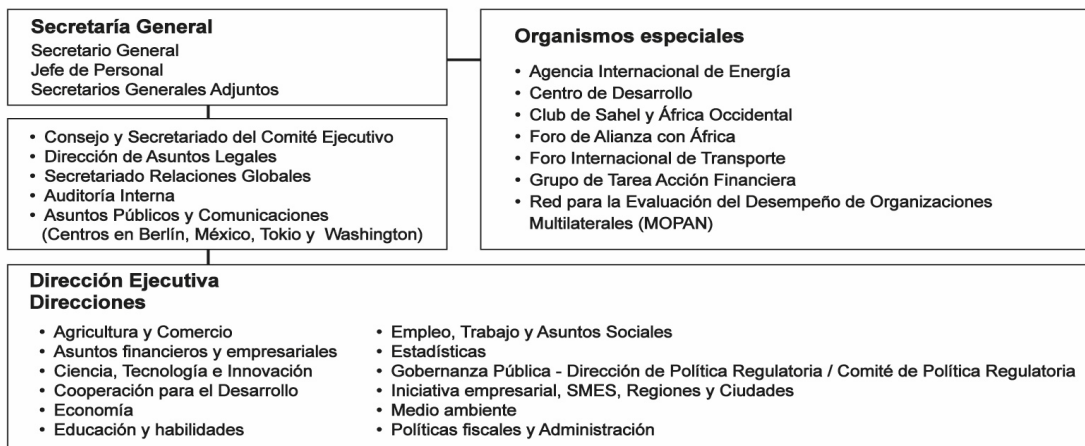 Secretaría General
Secretario General
Jefe de Personal
Secretarios Generales Adjuntos
Organismos especiales
• Agencia Internacional de Energía
• Centro de Desarrollo
• Club de Sahel y África Occidental
• Foro de Alianza con África
• Foro Internacional de Transporte
• Grupo de Tarea Acción Financiera
• Red para la Evaluación del Desempeño de Organizaciones
Multilaterales (MOPAN)
• Consejo y Secretariado del Comité Ejecutivo
• Dirección de Asuntos Legales
• Secretariado Relaciones Globales
• Auditoría Interna
• Asuntos Públicos y Comunicaciones
(Centros en Berlín, México, Tokio y Washington)
Dirección Ejecutiva
Direcciones
• Agricultura y Comercio
• Asuntos financieros y empresariales
• Ciencia, Tecnología e Innovación
• Cooperación para el Desarrollo
• Economía
• Educación y habilidades
• Empleo, Trabajo y Asuntos Sociales
• Estadísticas
• Gobernanza Pública - Dirección de Política Regulatoria / Comité de Política Regulatoria
• Iniciativa empresarial, SMES, Regiones y Ciudades
• Medio ambiente
• Políticas fiscales y Administración